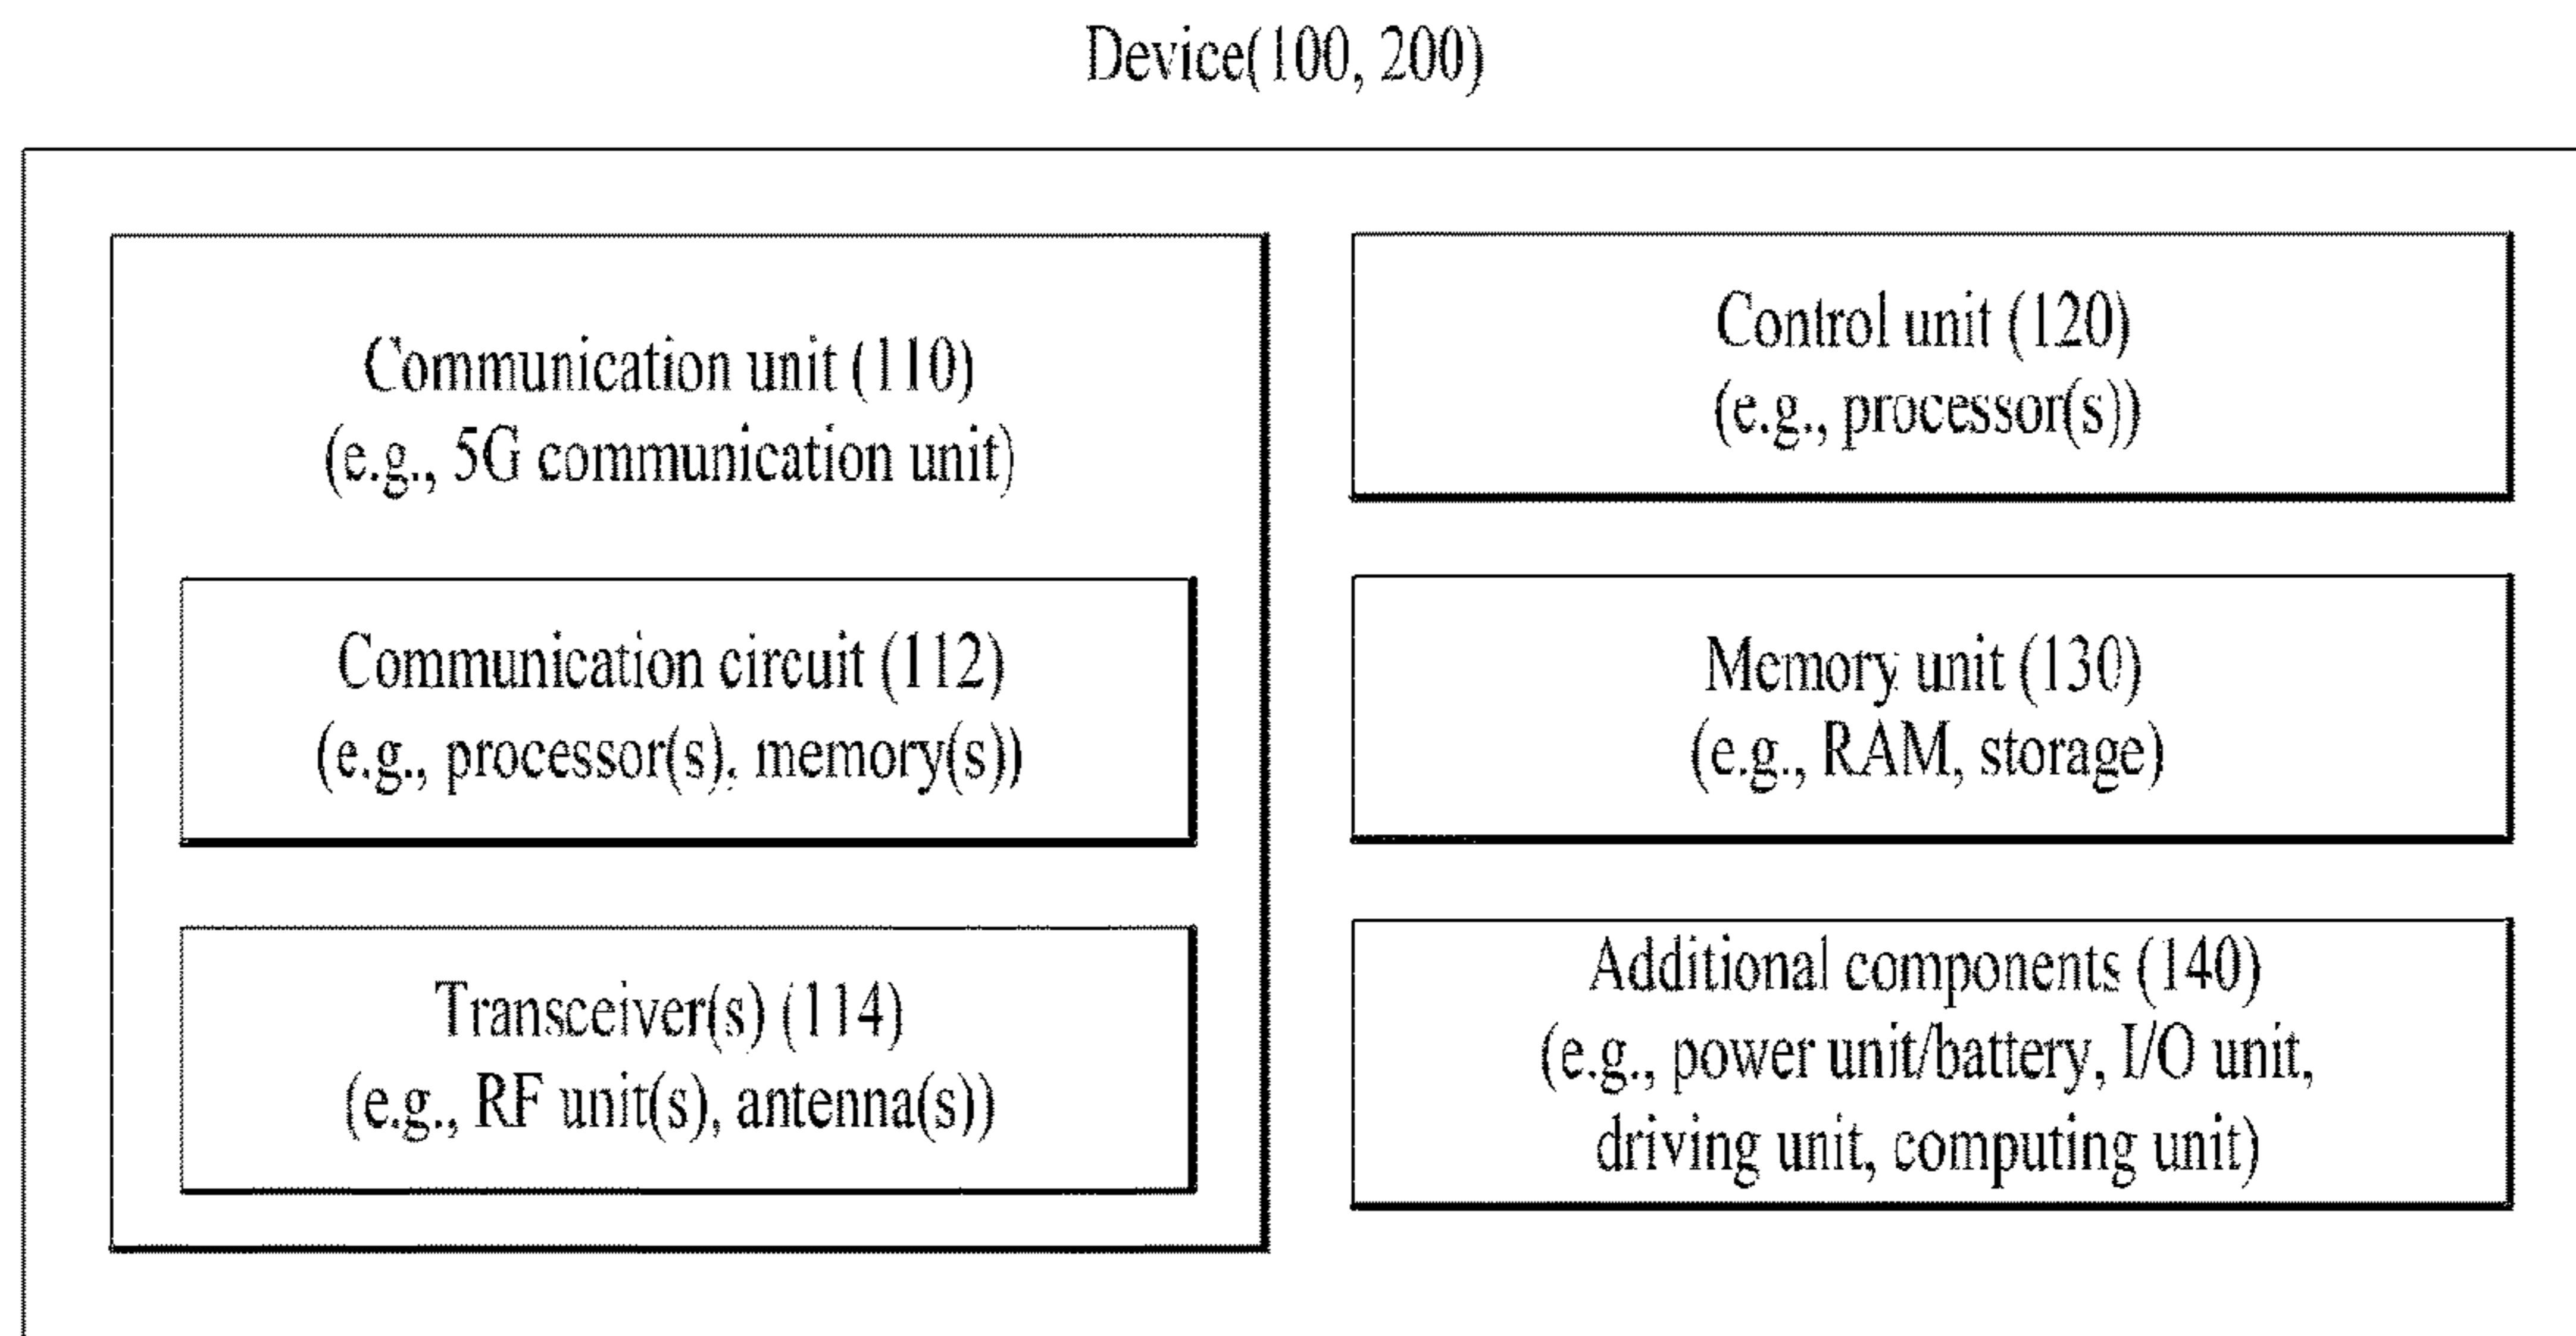 Device(100, 200)
Communication unit (110)
(e.g., 5G communication unit)
Communication circuit (112)
(e.g., processor(s), memory(s))
Transceiver(s) (114)
(e.g., RF unit(s), antenna(s))
Control unit (120)
(e.g., processor(s))
Memory unit (130)
(e.g., RAM, storage)
Additional components (140)
(e.g., power unit/battery, I/O unit,
driving unit, computing unit)